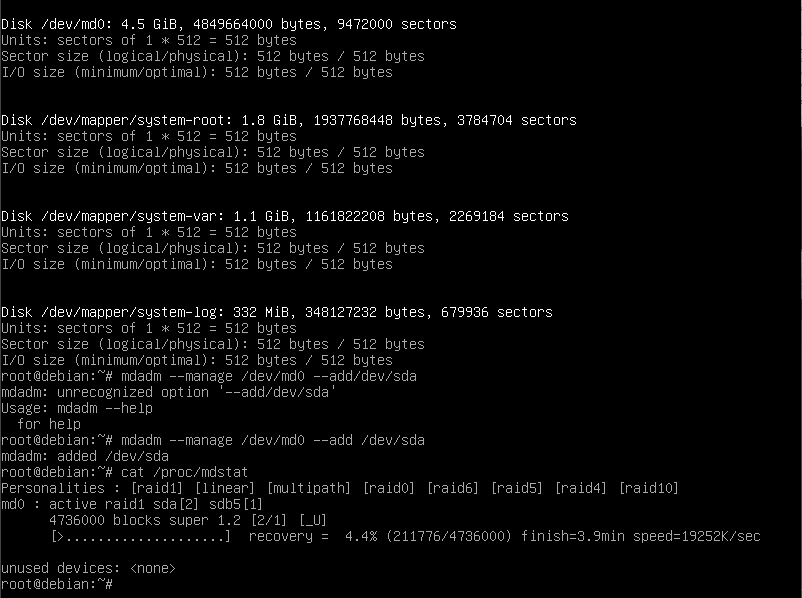 Disk /dev/md0: 4.5 GiB, 4849664000 bytes, 9472000 sectors
Units: sectors of 1 * 512 = 512 bytes
Sector size (logical/physical): 512 bytes / 512 bytes
I/O size (minimum/optimal): 512 bytes / 512 bytes
Disk /dev/mapper/system-root: 1.8 GiB, 1937768448 bytes, 3784704 sectors
Units: sectors of 1 * 512 = 512 bytes
Sector size (logical/physical): 512 bytes / 512 bytes
I/O size (minimum/optimal): 512 bytes / 512 bytes
Disk /dev/mapper/system-var: 1.1 GiB, 1161822208 bytes, 2269184 sectors
Units: sectors of 1 * 512 = 512 bytes
Sector size (logical/physical): 512 bytes / 512 bytes
I/O size (minimum/optimal): 512 bytes / 512 bytes
Disk /dev/mapper/system-log: 332 MiB, 348127232 bytes, 679936 sectors
Units: sectors of 1 * 512 = 512 bytes
Sector size (logical/physical): 512 bytes / 512 bytes
I/O size (minimum/optimal): 512 bytes / 512 bytes
root@debian:~# mdadm --manage /dev/md0 --add/dev/sda
mdadm: unrecognized option '--add/dev/sda'
Usage: mdadm --help
  for help
root@debian:~# mdadm --manage /dev/md0 --add /dev/sda
mdadm: added /dev/sda
root@debian:~# cat /proc/mdstat
Personalities : [raid1] [linear] [multipath] [raid0] [raid6] [raid5] [raid4] [raid10]
md0 : active raid1 sda[2] sdb5[1]
      4736000 blocks super 1.2 [2/1] [_U]
      [>....................]  recovery =  4.4% (211776/4736000) finish=3.9min speed=19252K/sec
unused devices: <none>
root@debian:~#